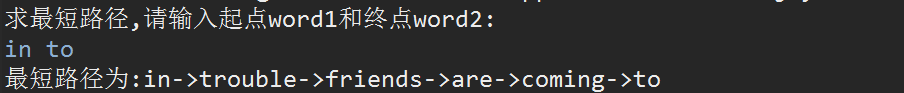 求最短路径,请输入起点word1和终点word2:
in to
最短路径为:in->trouble->friends->are->coming->to